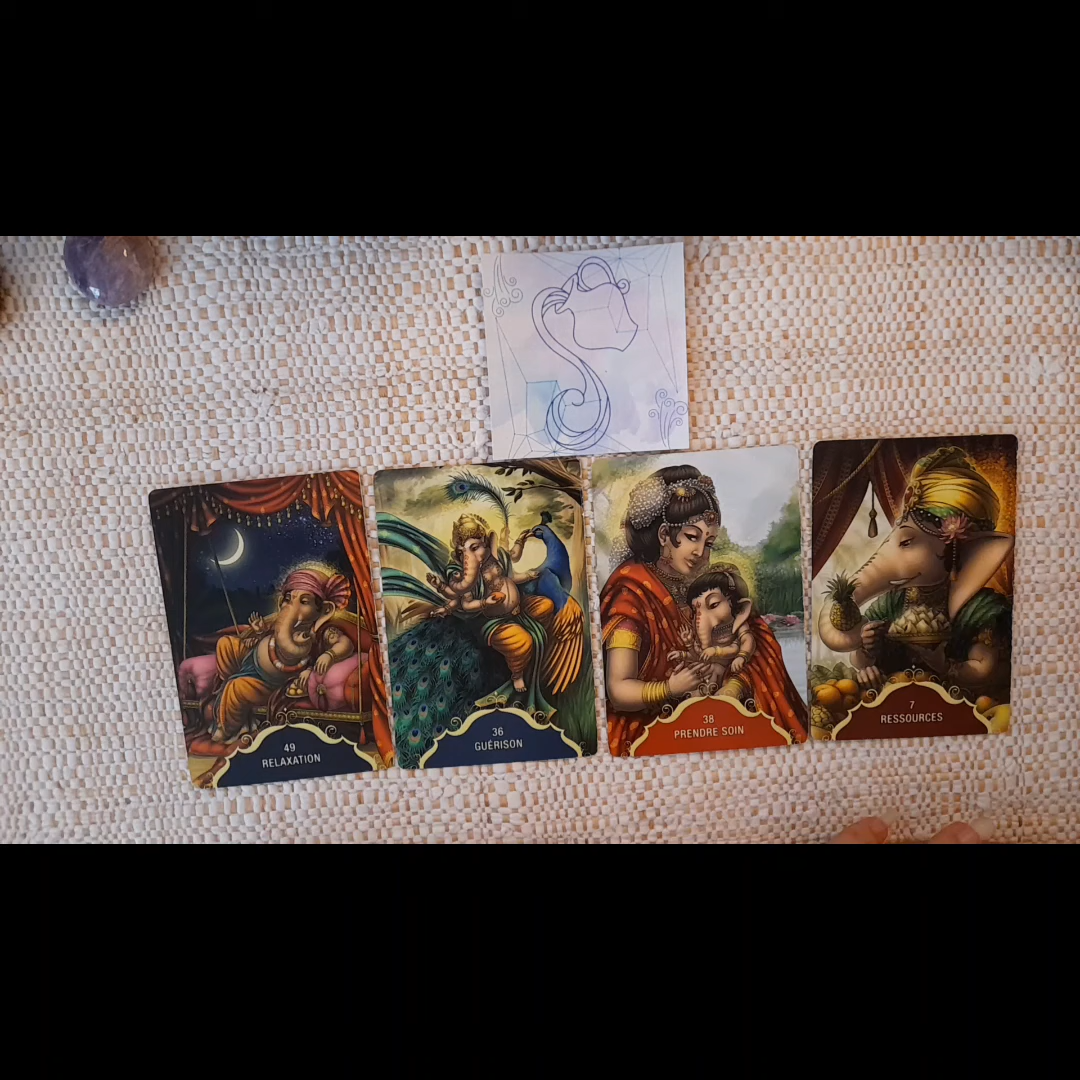 49
RELAXATION
36
GUÉRISON
38
PRENDRE SOIN
7
RESSOURCES